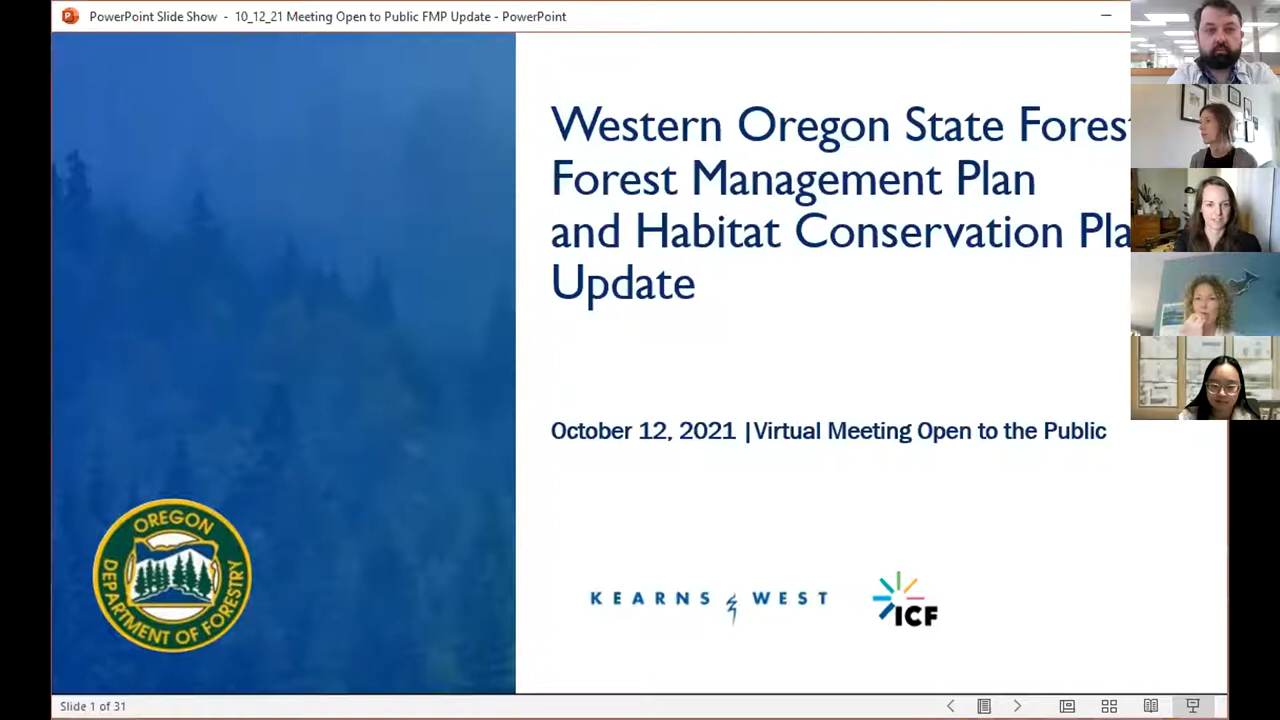 PowerPoint Slide Show - 10_12_21 Meeting Open to Public FMP Update - PowerPoint
Western Oregon State Fores
Forest Management Plan
and Habitat Conservation Pla
Update
October 12, 2021 |Virtual Meeting Open to the Public
OREGON
DEPARTMENT OF FORESTRY
KEARNS WEST
ICF
Slide 1 of 31